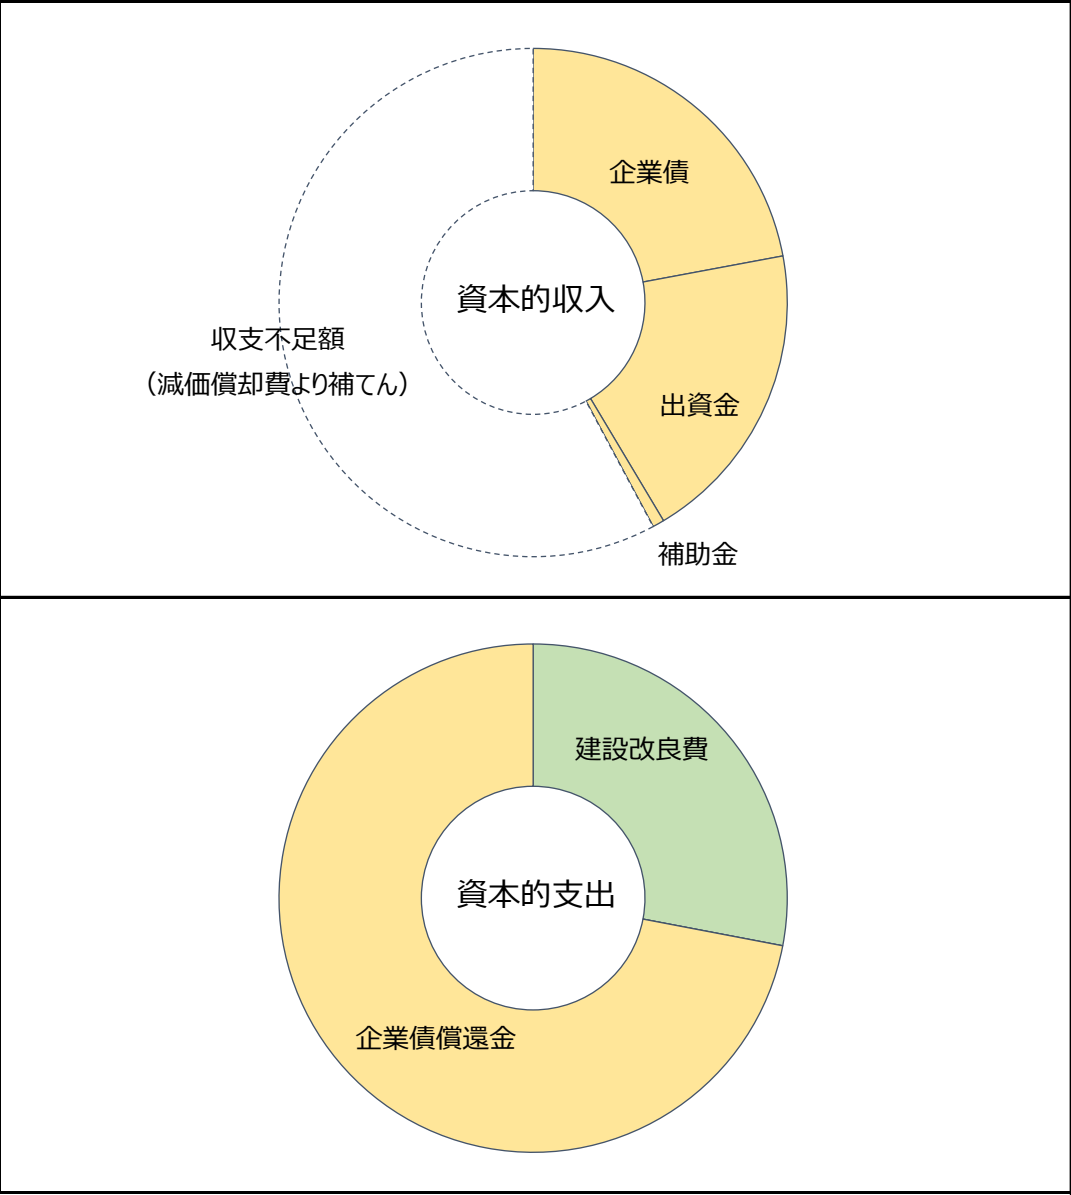 企業債
資本的収入
収支不足額
（減価償却費より補てん）
出資金
補助金
建設改良費
資本的支出
企業債償還金